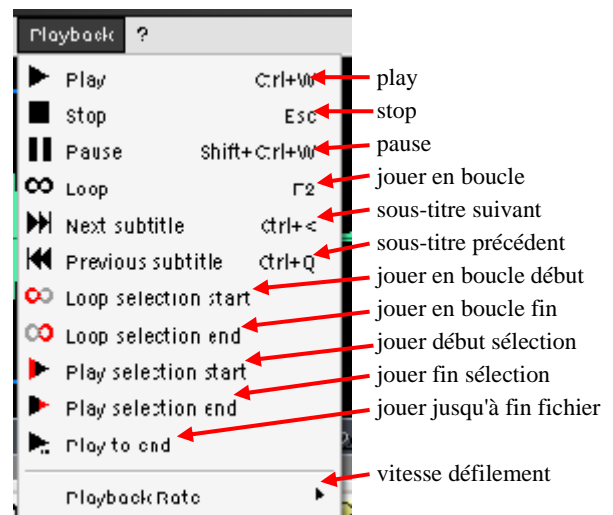 Playback ?
Play Ctrl+W play
Stop Esc stop
Pause Shift+Ctrl+W pause
Loop F2 jouer en boucle
Next subtitle Ctrl+< sous-titre suivant
Previous subtitle Ctrl+Q sous-titre précédent
Loop selection start jouer en boucle début
Loop selection end jouer en boucle fin
Play selection start jouer début sélection
Play selection end jouer fin sélection
Play to end jouer jusqu'à fin fichier
Playback Rate vitesse défilement